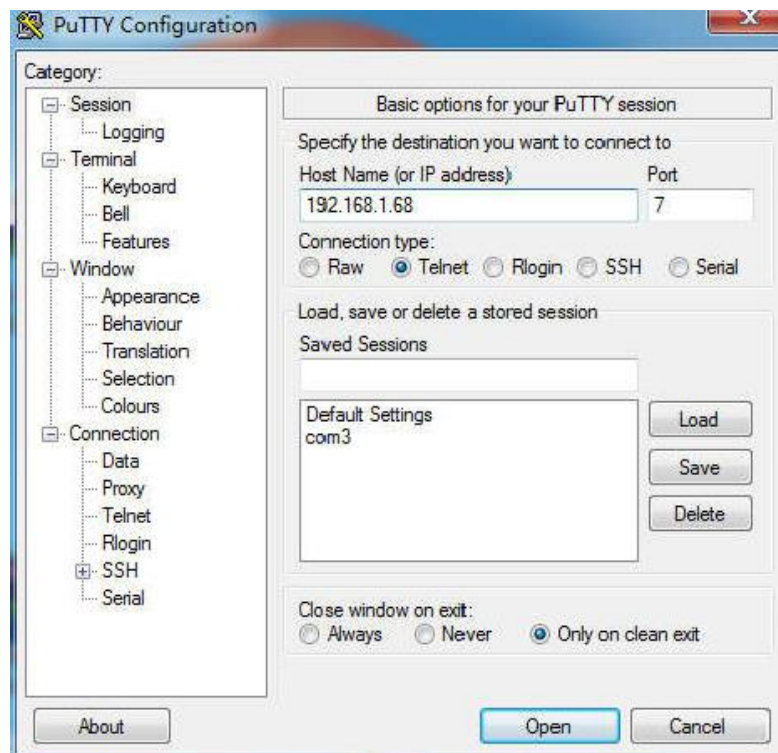 PuTTY Configuration
Category:
Session
Logging
Terminal
Keyboard
Bell
Features
Window
Appearance
Behaviour
Translation
Selection
Colours
Connection
Data
Proxy
Telnet
Rlogin
SSH
Serial
Basic options for your PuTTY session
Specify the destination you want to connect to
Host Name (or IP address) Port
192.168.1.68 7
Connection type:
Raw Telnet Rlogin SSH Serial
Load, save or delete a stored session
Saved Sessions
Default Settings
com3
Load
Save
Delete
Close window on exit:
Always Never Only on clean exit
About Open Cancel